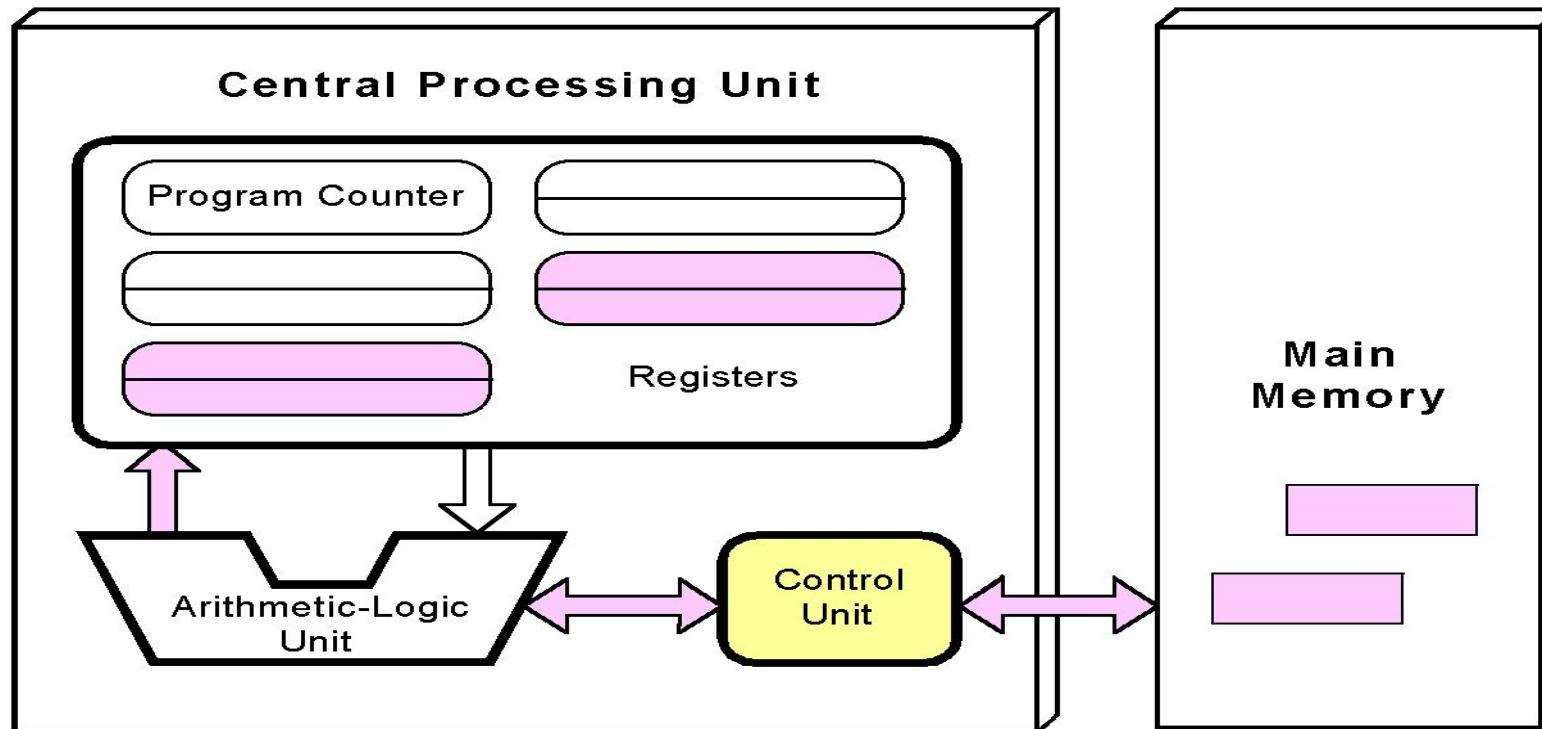 Central Processing Unit
Program Counter
Registers
Arithmetic-Logic
Unit
Control
Unit
Main
Memory